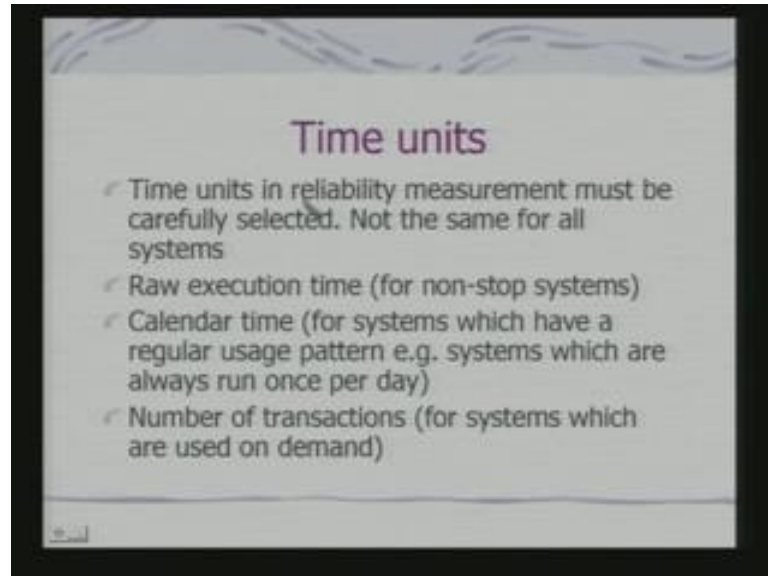 Time units
Time units in reliability measurement must be
carefully selected. Not the same for all
systems
Raw execution time (for non-stop systems)
Calendar time (for systems which have a
regular usage pattern e.g. systems which are
always run once per day)
Number of transactions (for systems which
are used on demand)